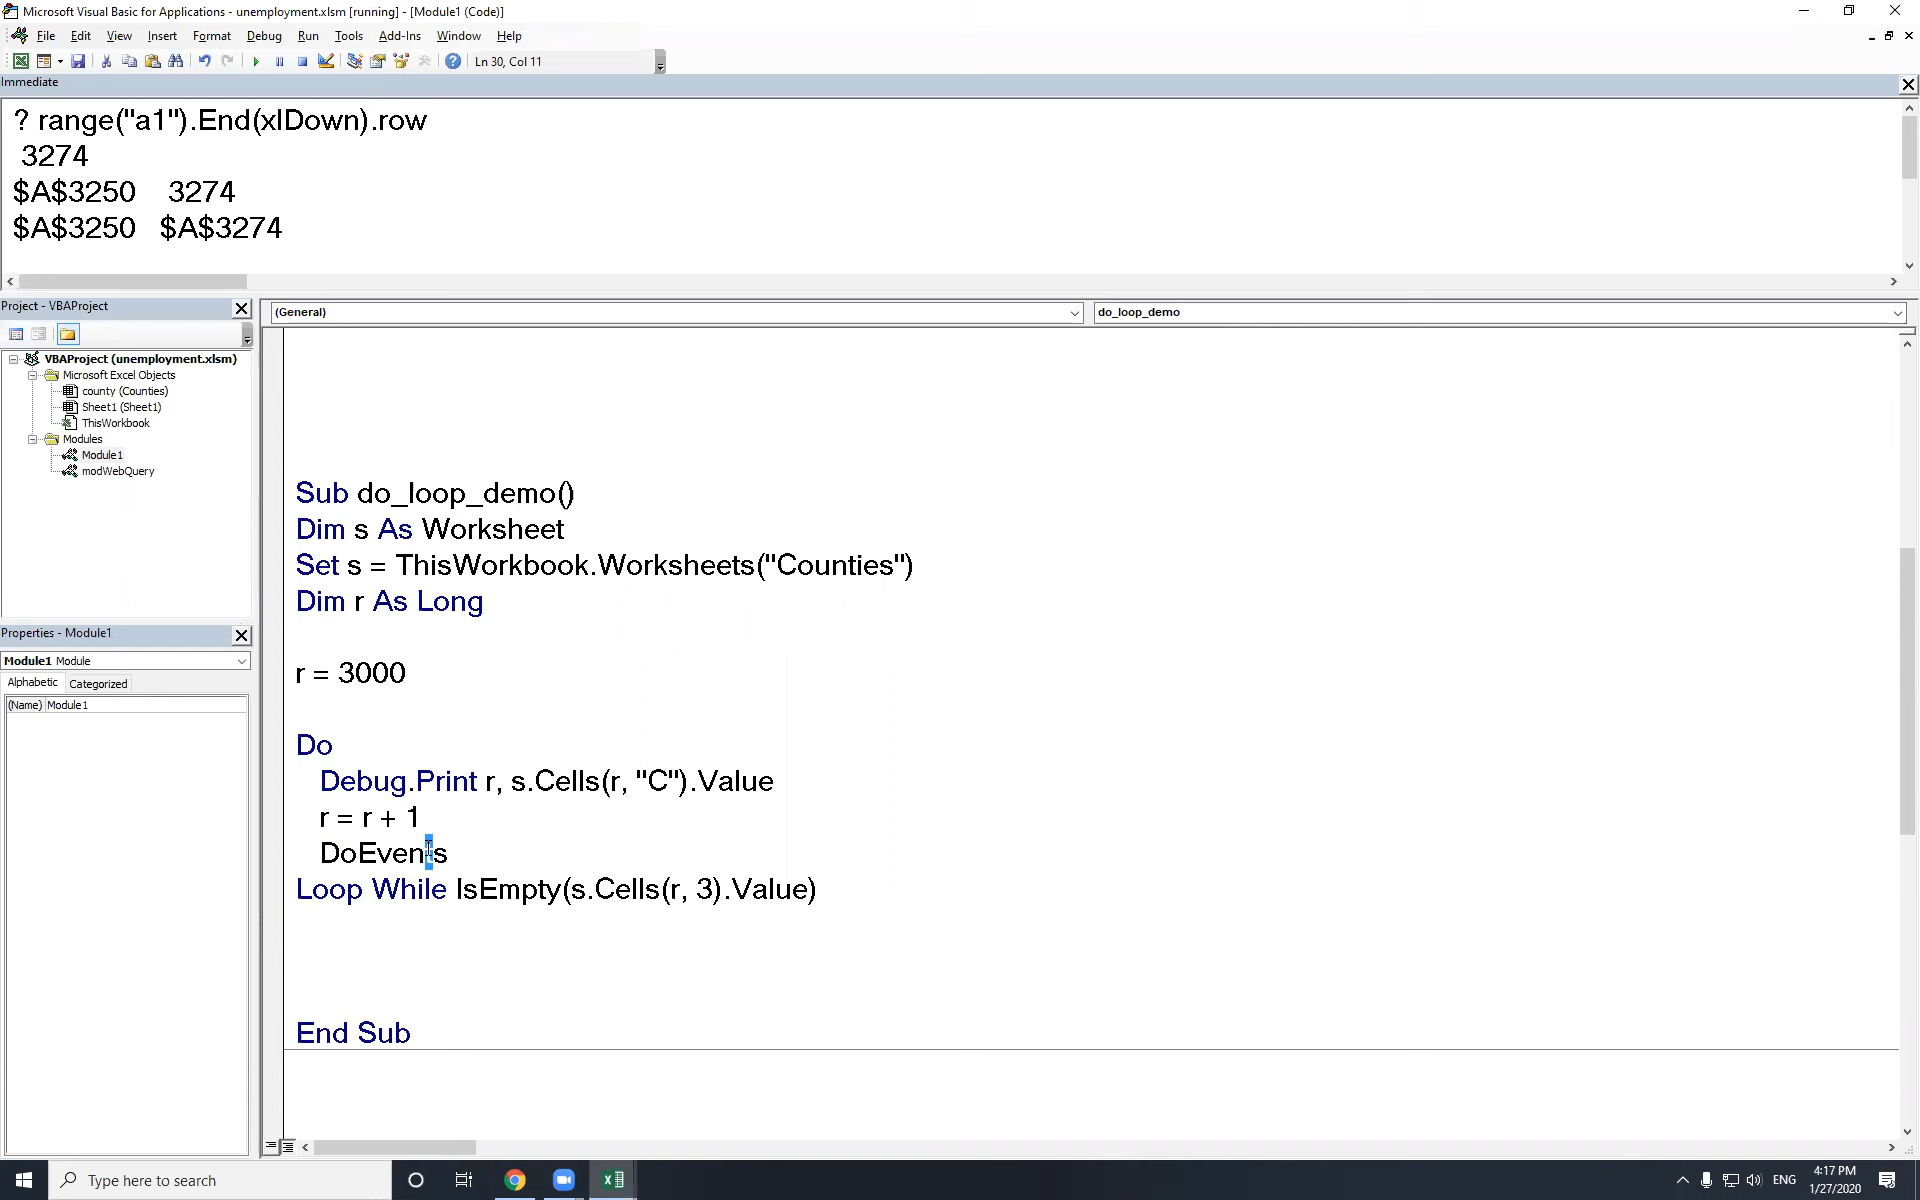 Microsoft Visual Basic for Applications - unemployment.xlsm [running] - [Module1 (Code)]
File Edit View Insert Format Debug Run Tools Add-Ins Window Help
Ln 30, Col 11
Immediate
? range("a1").End(xlDown).row
3274
$A$3250 3274
$A$3250 $A$3274
Project - VBAProject
VBAProject (unemployment.xlsm)
Microsoft Excel Objects
county (Counties)
Sheet1 (Sheet1)
ThisWorkbook
Modules
Module1
modWebQuery
Properties - Module1
Module1 Module
Alphabetic Categorized
(Name) Module1
(General) do_loop_demo
Sub do_loop_demo()
Dim s As Worksheet
Set s = ThisWorkbook.Worksheets("Counties")
Dim r As Long
r = 3000
Do
Debug.Print r, s.Cells(r, "C").Value
r = r + 1
DoEvents
Loop While IsEmpty(s.Cells(r, 3).Value)
End Sub
Type here to search
ENG
4:17 PM
1/27/2020